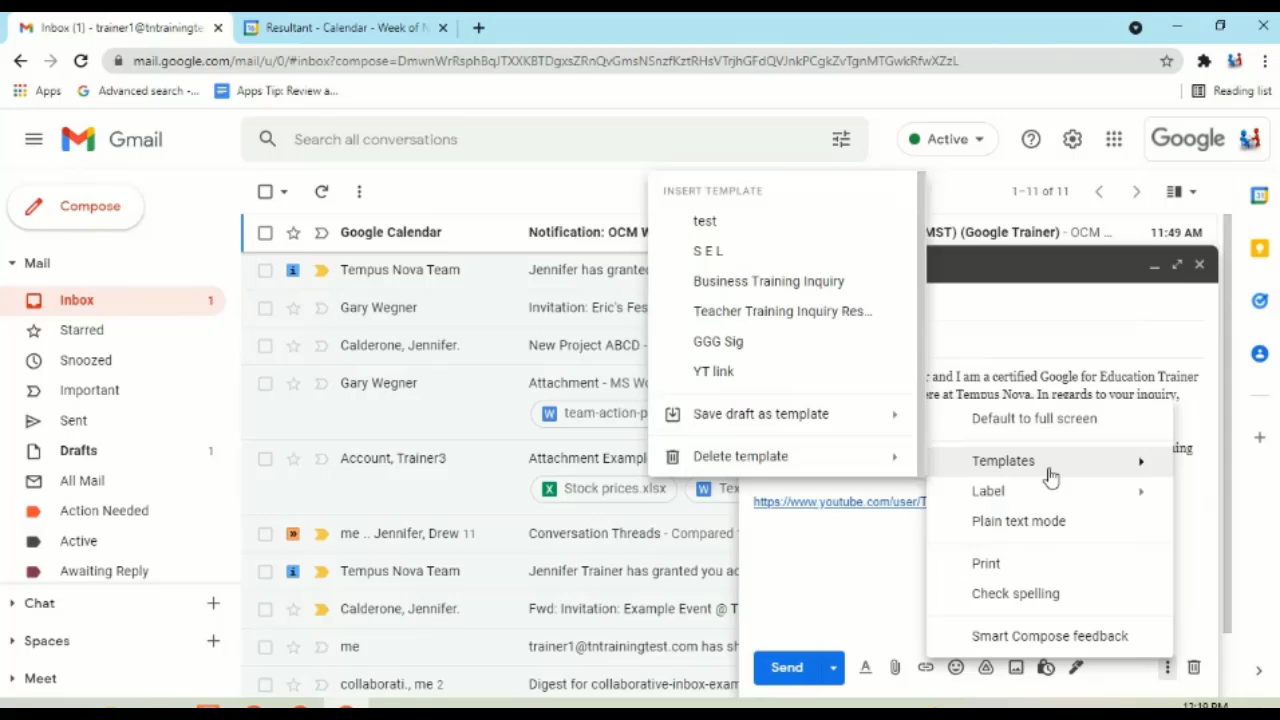 Inbox (1) - trainer1@tntrainingte
Resultant - Calendar - Week of N
mail.google.com/mail/u/0/#inbox?compose=DmwnWrRsphBqJTXXKBTDgxsZRnQvGmsNSnzfKztRHsVTrjhGFdQVJnkPCgkZvTgnMTGwkRfwXZzL
Apps
Advanced search -...
Apps Tip: Review a...
Reading list
Gmail
Search all conversations
Active
Google
Compose
INSERT TEMPLATE
1–11 of 11
test
S E L
Business Training Inquiry
Teacher Training Inquiry Res...
GGG Sig
YT link
Save draft as template
Delete template
Mail
Inbox 1
Starred
Snoozed
Important
Sent
Drafts 1
All Mail
Action Needed
Active
Awaiting Reply
Chat
Spaces
Meet
Google Calendar Notification: OCM W MST) (Google Trainer) - OCM ... 11:49 AM
Tempus Nova Team Jennifer has grante
Gary Wegner Invitation: Eric's Fes
Calderone, Jennifer. New Project ABCD -
Gary Wegner Attachment - MS Wo
team-action-p
Account, Trainer3 Attachment Exampl
Stock prices.xlsx
Tex
me .. Jennifer, Drew 11 Conversation Threads - Compared
Tempus Nova Team Jennifer Trainer has granted you ac
Calderone, Jennifer. Fwd: Invitation: Example Event @ T
me trainer1@tntrainingtest.com has sh
collaborati., me 2 Digest for collaborative-inbox-exam
r and I am a certified Google for Education Trainer
re at Tempus Nova. In regards to your inquiry,
ning
https://www.youtube.com/user/T
Default to full screen
Templates
Label
Plain text mode
Print
Check spelling
Smart Compose feedback
Send
12:19 PM